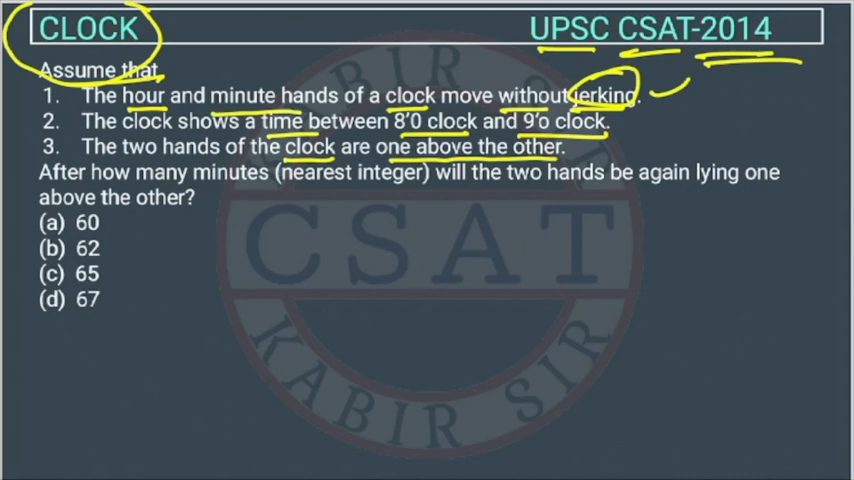 CLOCK UPSC CSAT-2014
Assume that
1. The hour and minute hands of a clock move without jerking.
2. The clock shows a time between 8'0 clock and 9'o clock.
3. The two hands of the clock are one above the other.
After how many minutes (nearest integer) will the two hands be again lying one
above the other?
(a) 60
(b) 62
(c) 65
(d) 67
KABIR SIR
CSAT
KABIR SIR